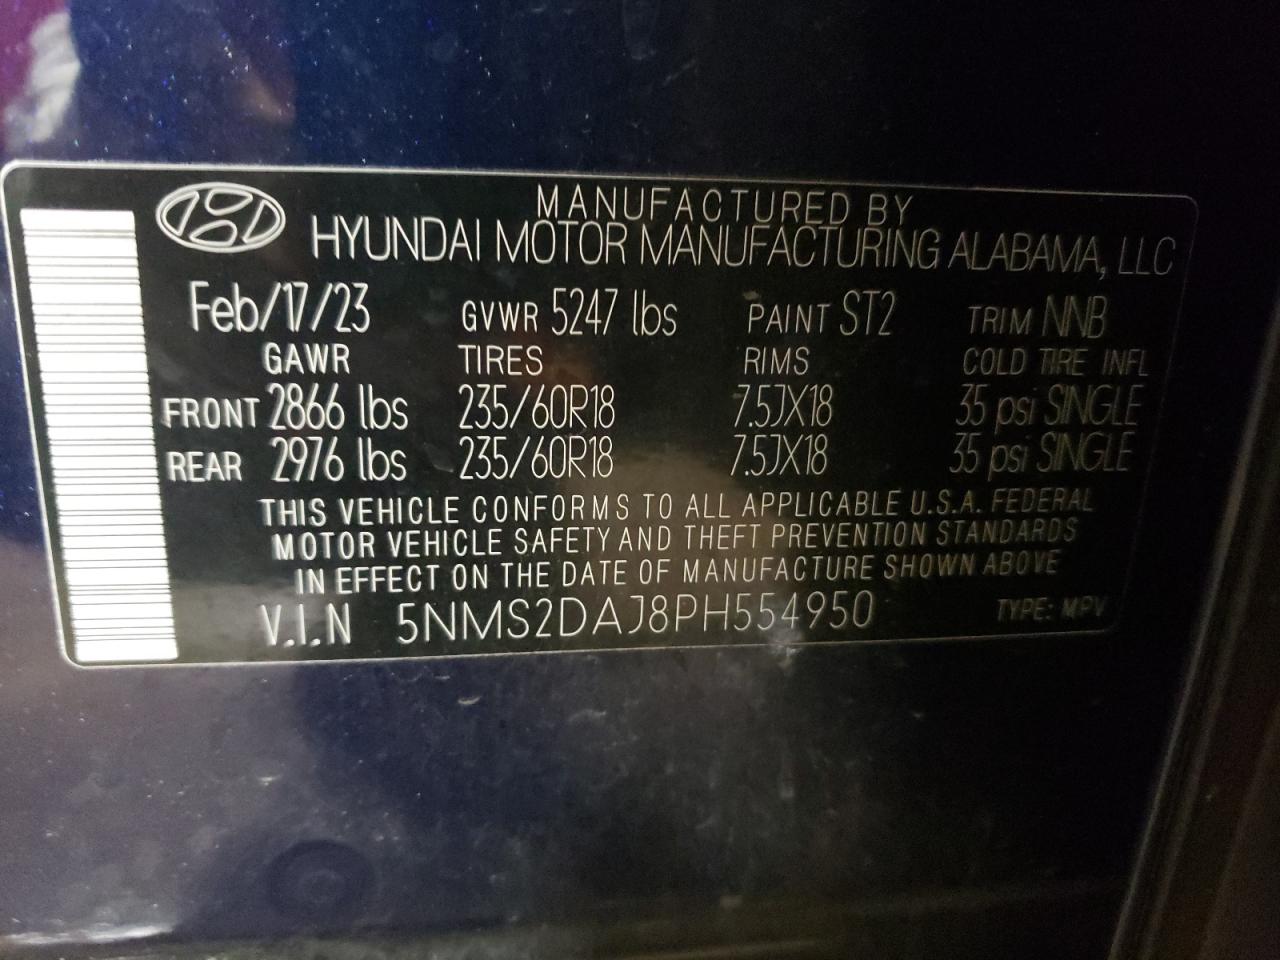 MANUFACTURED BY
HYUNDAI MOTOR MANUFACTURING ALABAMA, LLC
Feb/17/23 GVWR 5247 lbs PAINT ST2 TRIM NNB
GAWR TIRES RIMS COLD TIRE INFL
FRONT 2866 lbs 235/60R18 7.5JX18 35 psi SINGLE
REAR 2976 lbs 235/60R18 7.5JX18 35 psi SINGLE
THIS VEHICLE CONFORMS TO ALL APPLICABLE U.S.A. FEDERAL
MOTOR VEHICLE SAFETY AND THEFT PREVENTION STANDARDS
IN EFFECT ON THE DATE OF MANUFACTURE SHOWN ABOVE
V.I.N 5NMS2DAJ8PH554950 TYPE: MPV